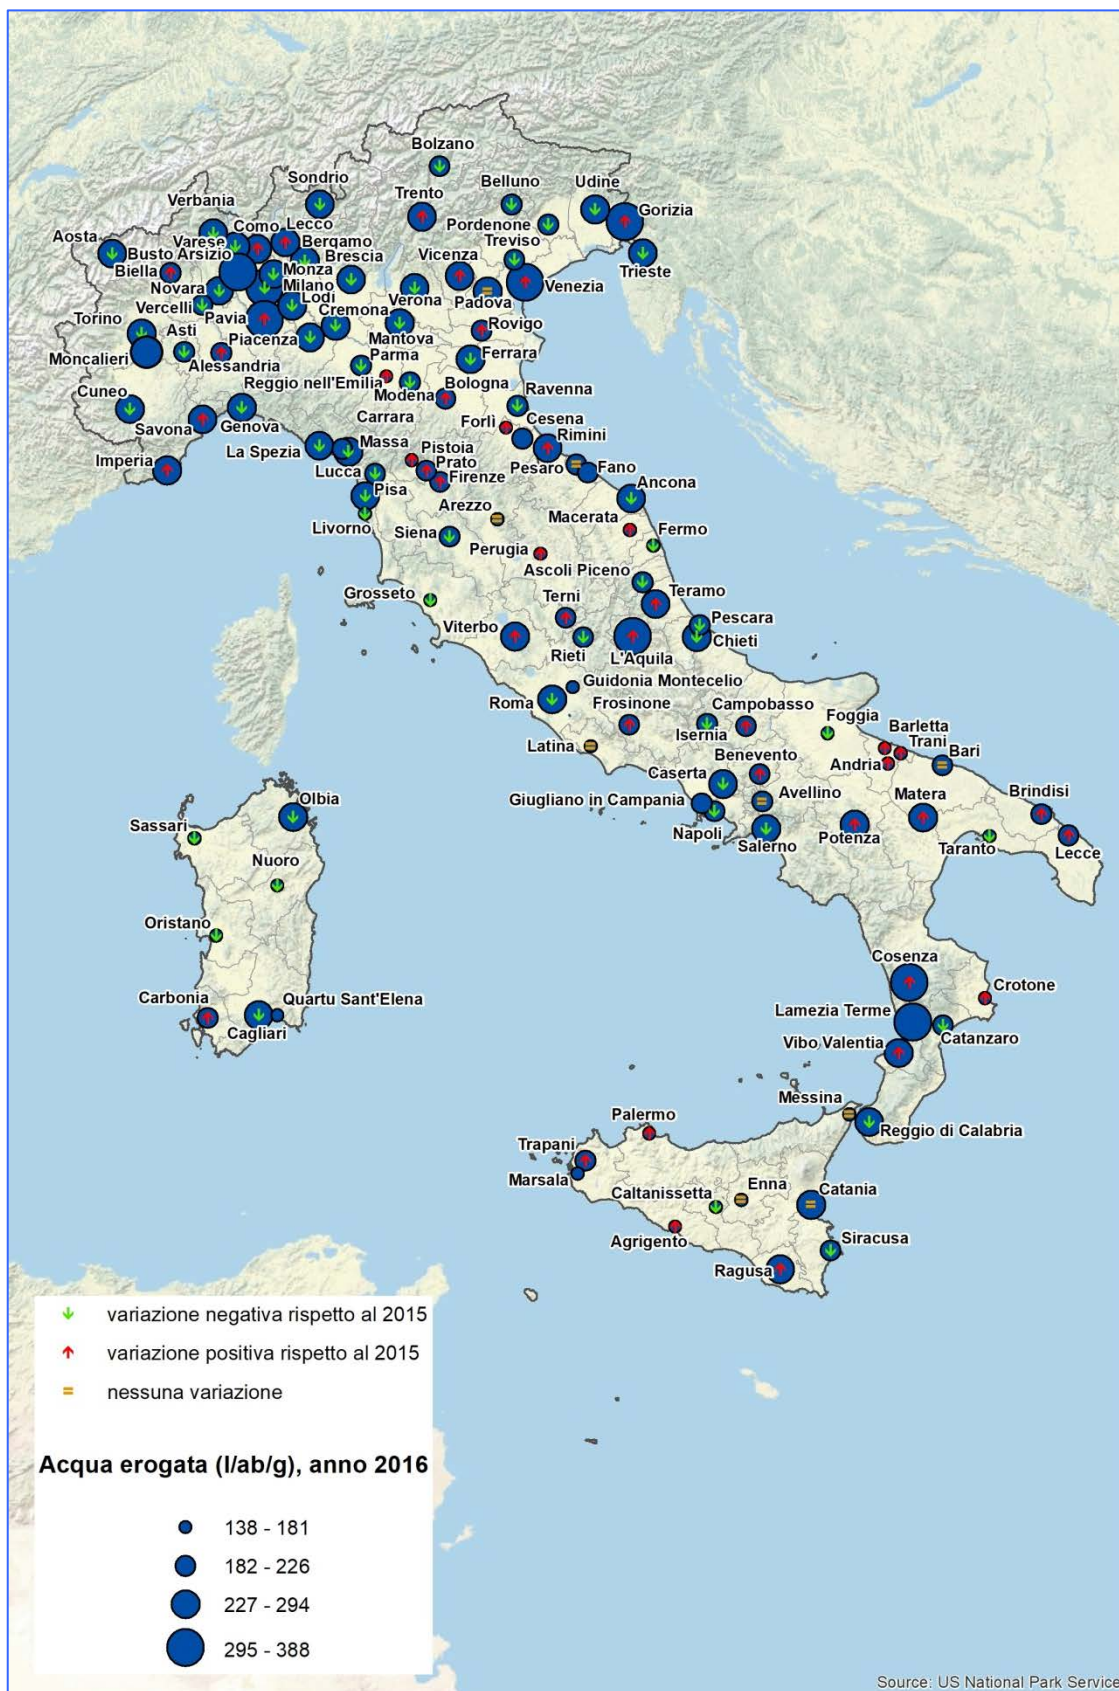 Bolzano
Sondrio
Belluno
Udine
Verbania
Trento
Gorizia
Aosta
Varese
Como
Lecco
Pordenone
Busto Arsizio
Bergamo
Treviso
Biella
Brescia
Vicenza
Trieste
Novara
Monza
Milano
Venezia
Vercelli
Lodi
Verona
Padova
Torino
Asti
Pavia
Cremona
Rovigo
Moncalieri
Piacenza
Mantova
Alessandria
Parma
Ferrara
Cuneo
Reggio nell'Emilia
Modena
Bologna
Ravenna
Savona
Genova
Carrara
Forlì
Cesena
Imperia
La Spezia
Massa
Pistoia
Rimini
Lucca
Prato
Pesaro
Fano
Pisa
Firenze
Ancona
Arezzo
Livorno
Macerata
Fermo
Siena
Perugia
Ascoli Piceno
Grosseto
Terni
Teramo
Viterbo
Pescara
Rieti
L'Aquila
Chieti
Guidonia Montecelio
Roma
Frosinone
Campobasso
Foggia
Barletta
Latina
Isernia
Trani
Benevento
Andria
Bari
Caserta
Giugliano in Campania
Avellino
Matera
Brindisi
Olbia
Napoli
Salerno
Potenza
Taranto
Lecce
Sassari
Nuoro
Oristano
Cosenza
Crotone
Carbonia
Quartu Sant'Elena
Lamezia Terme
Cagliari
Vibo Valentia
Catanzaro
Messina
Palermo
Reggio di Calabria
Trapani
Marsala
Caltanissetta
Enna
Catania
Agrigento
Siracusa
Ragusa
variazione negativa rispetto al 2015
variazione positiva rispetto al 2015
nessuna variazione
Acqua erogata (l/ab/g), anno 2016
138 - 181
182 - 226
227 - 294
295 - 388
Source: US National Park Service